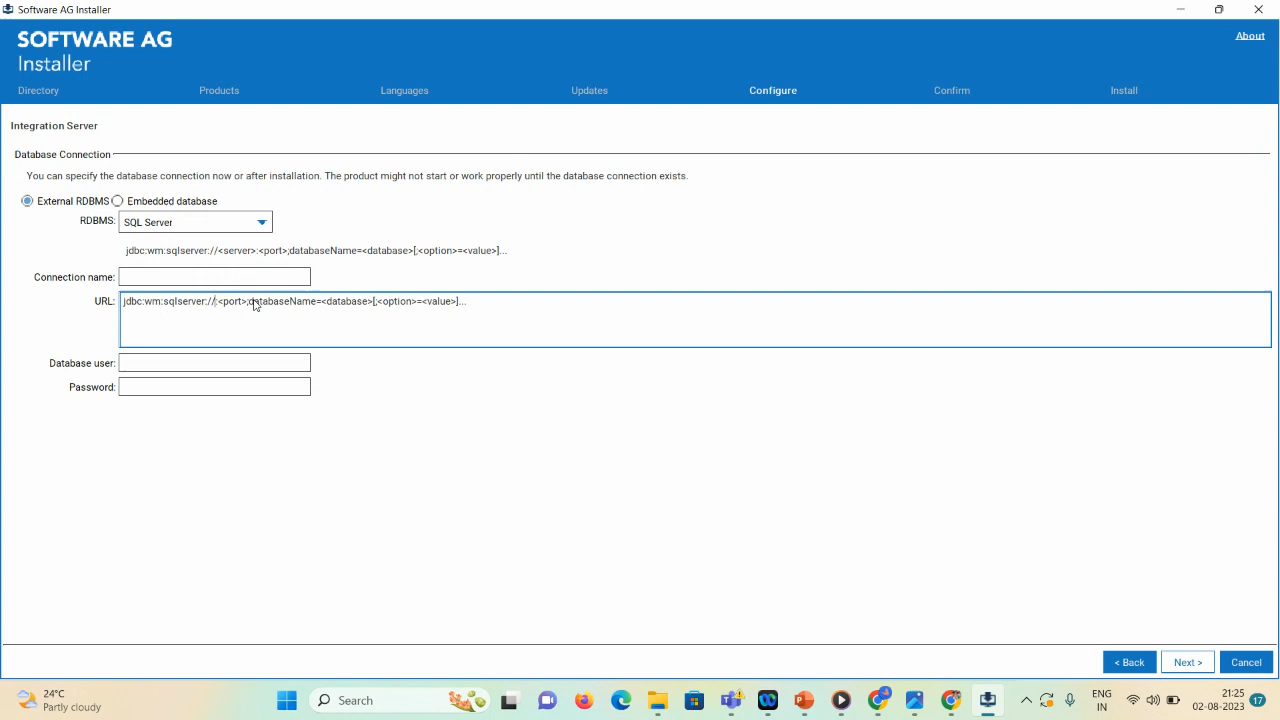 Software AG Installer
SOFTWARE AG
Installer
About
Directory
Products
Languages
Updates
Configure
Confirm
Install
Integration Server
Database Connection
You can specify the database connection now or after installation. The product might not start or work properly until the database connection exists.
External RDBMS
Embedded database
RDBMS:
SQL Server
jdbc:wm:sqlserver://<server>:<port>;databaseName=<database>[;<option>=<value>]...
Connection name:
URL:
jdbc:wm:sqlserver://:<port>;databaseName=<database>[;<option>=<value>]...
Database user:
Password:
< Back
Next >
Cancel
24°C
Partly cloudy
Search
ENG
IN
21:25
02-08-2023
17